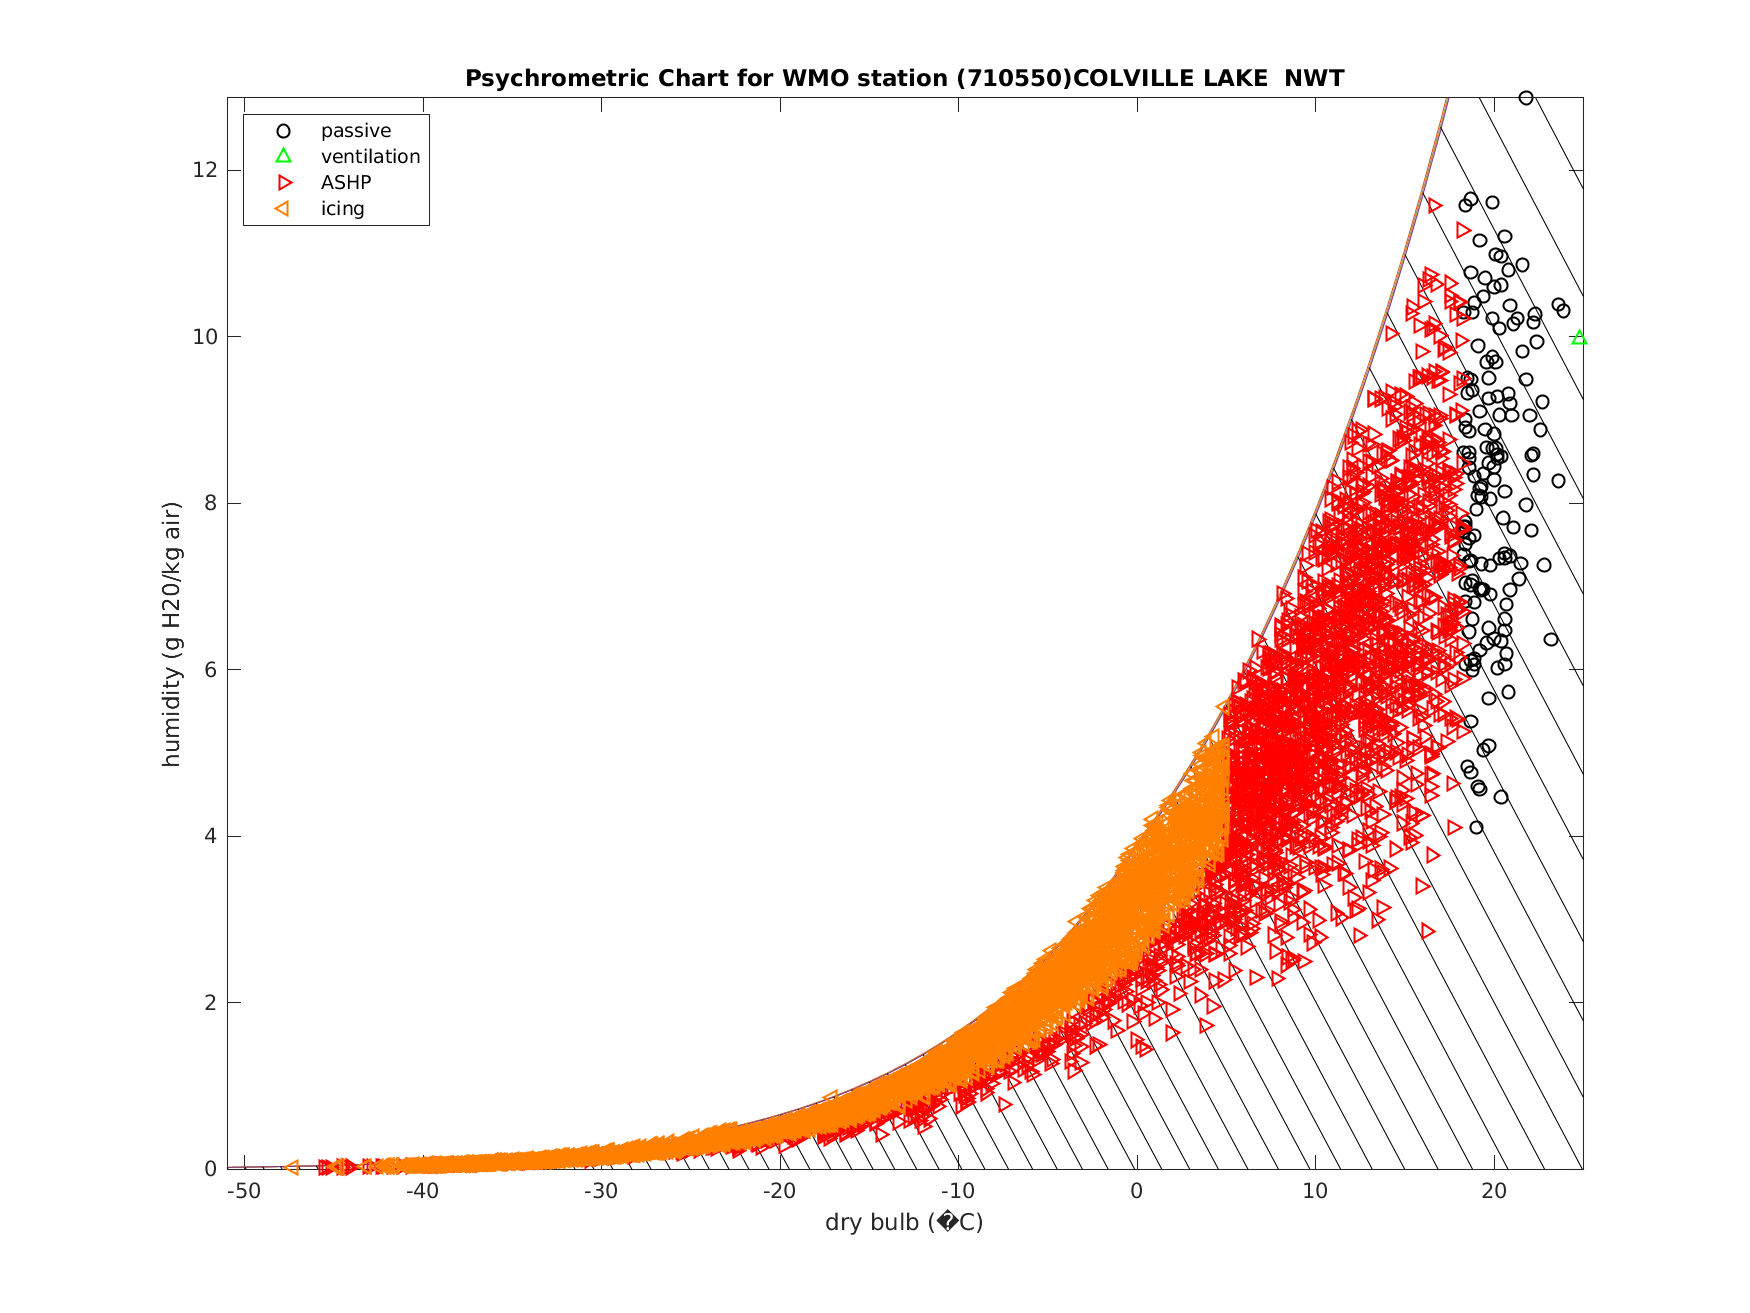 Psychrometric Chart for WMO station (710550)COLVILLE LAKE  NWT
passive
ventilation
ASHP
icing
humidity (g H20/kg air)
12
10
8
6
4
2
0
-50 -40 -30 -20 -10 0 10 20
dry bulb (�C)